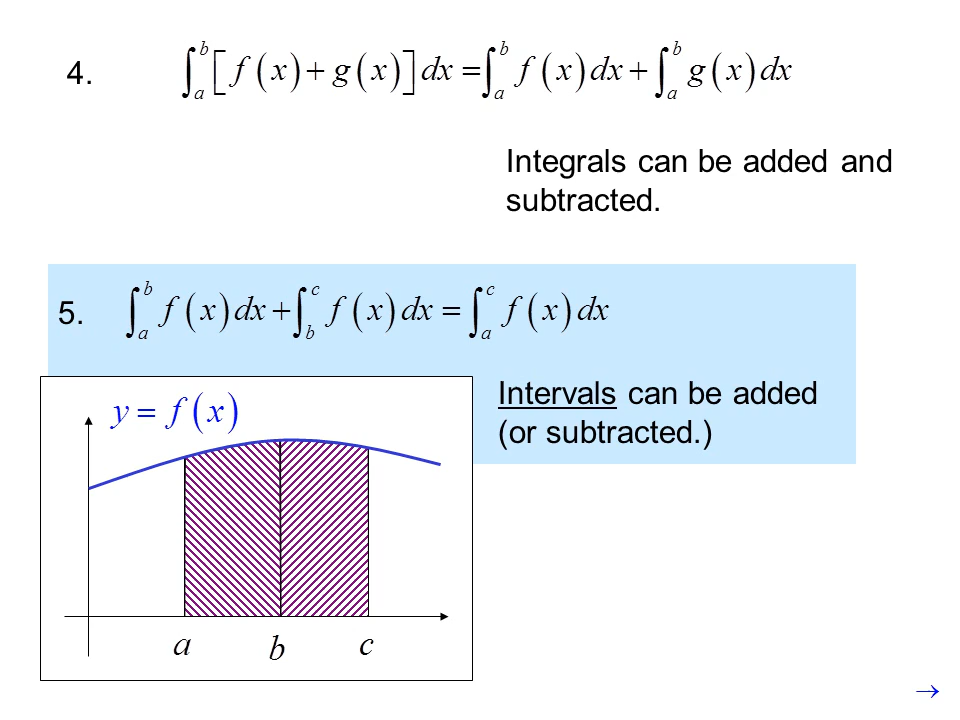 4. ∫_a^b [f(x) + g(x)] dx = ∫_a^b f(x) dx + ∫_a^b g(x) dx
Integrals can be added and
subtracted.
5. ∫_a^b f(x) dx + ∫_b^c f(x) dx = ∫_a^c f(x) dx
Intervals can be added
(or subtracted.)
y = f(x)
a b c
→